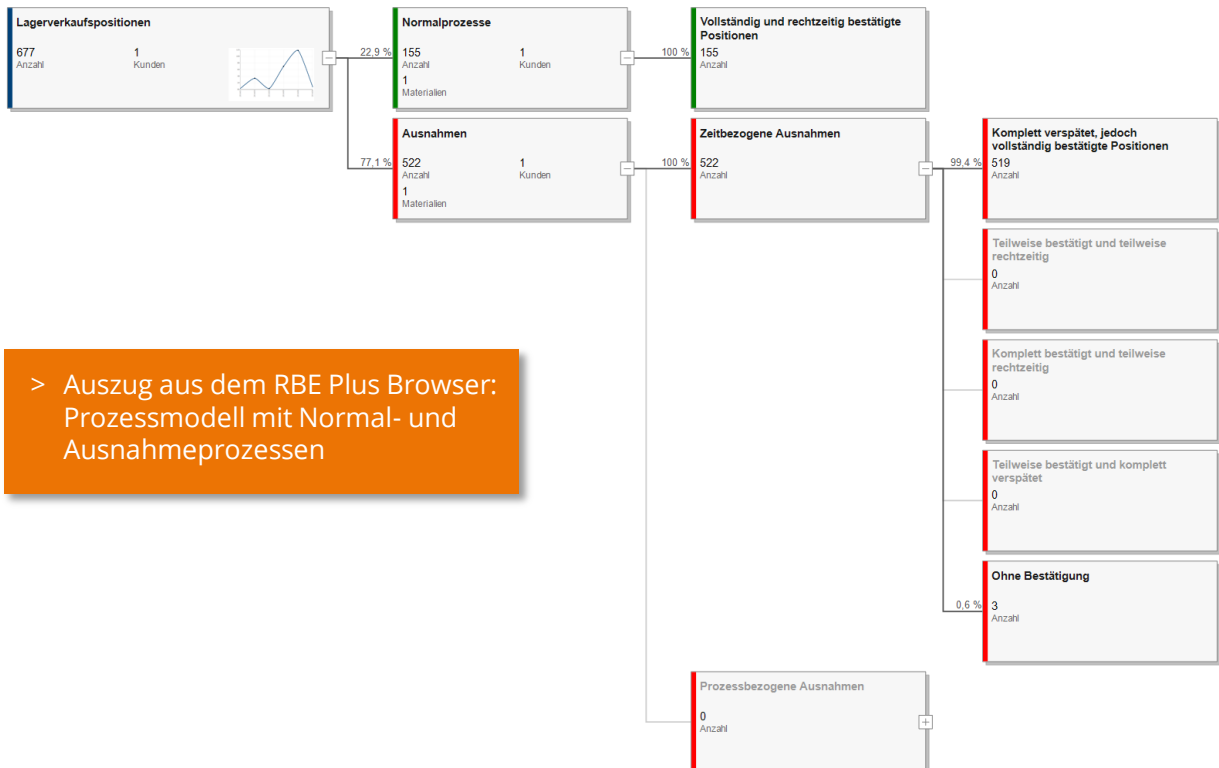 Lagerverkaufspositionen
677 1
Anzahl Kunden
22,9 %
Normalprozesse
155 1
Anzahl Kunden
1
Materialien
100 %
Vollständig und rechtzeitig bestätigte
Positionen
155
Anzahl
77,1 %
Ausnahmen
522 1
Anzahl Kunden
1
Materialien
100 %
Zeitbezogene Ausnahmen
522
Anzahl
99,4 %
Komplett verspätet, jedoch
vollständig bestätigte Positionen
519
Anzahl
Teilweise bestätigt und teilweise
rechtzeitig
0
Anzahl
Komplett bestätigt und teilweise
rechtzeitig
0
Anzahl
Teilweise bestätigt und komplett
verspätet
0
Anzahl
0,6 %
Ohne Bestätigung
3
Anzahl
Prozessbezogene Ausnahmen
0
Anzahl
> Auszug aus dem RBE Plus Browser:
Prozessmodell mit Normal- und
Ausnahmeprozessen